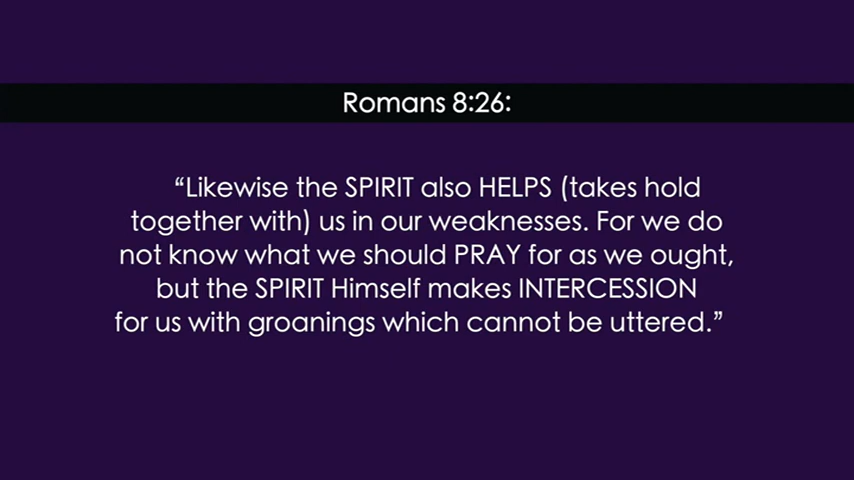 Romans 8:26:
“Likewise the SPIRIT also HELPS (takes hold
together with) us in our weaknesses. For we do
not know what we should PRAY for as we ought,
but the SPIRIT Himself makes INTERCESSION
for us with groanings which cannot be uttered.”